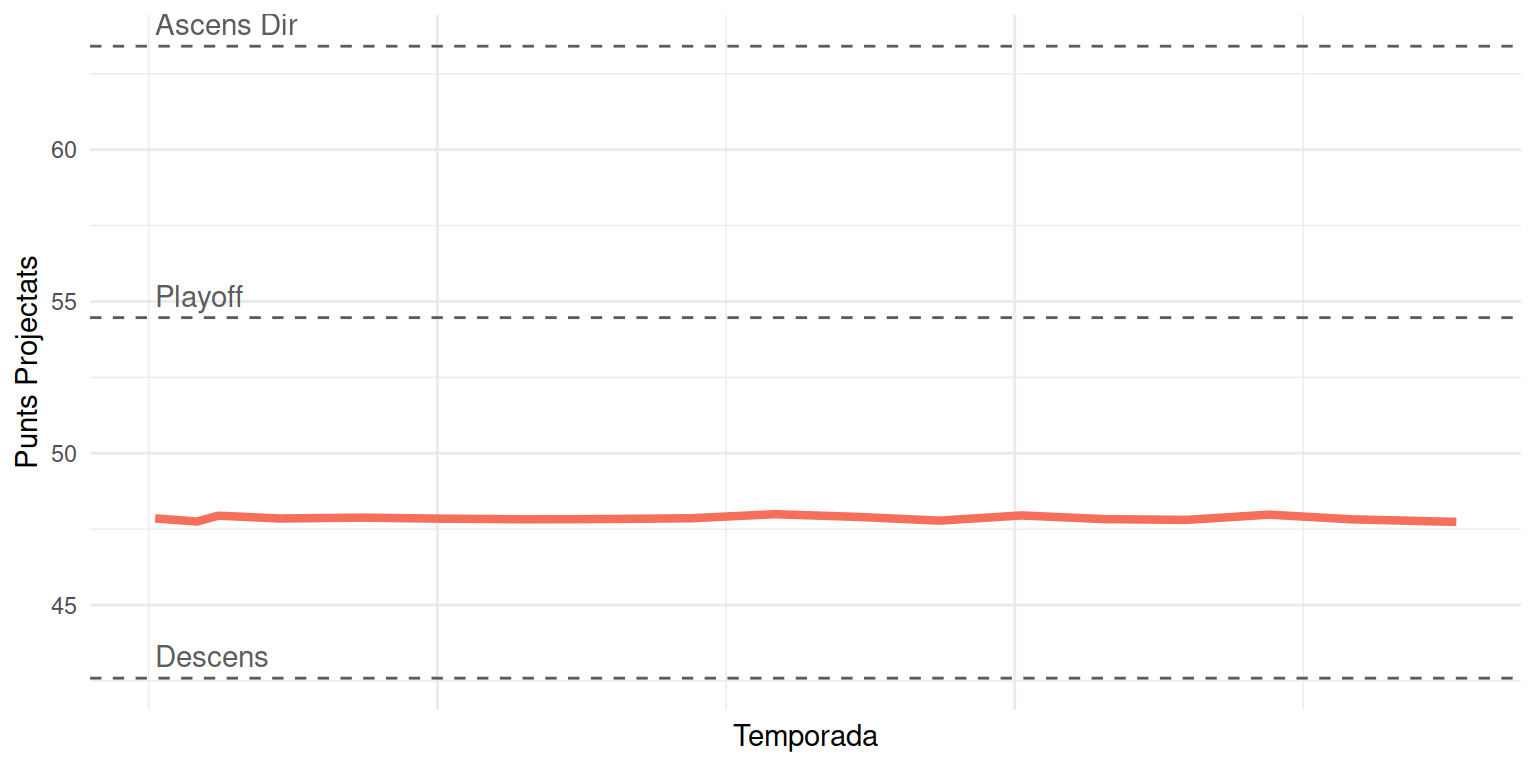 Ascens Dir
60
Playoff
55
50
45
Descens
Punts Projectats
Temporada